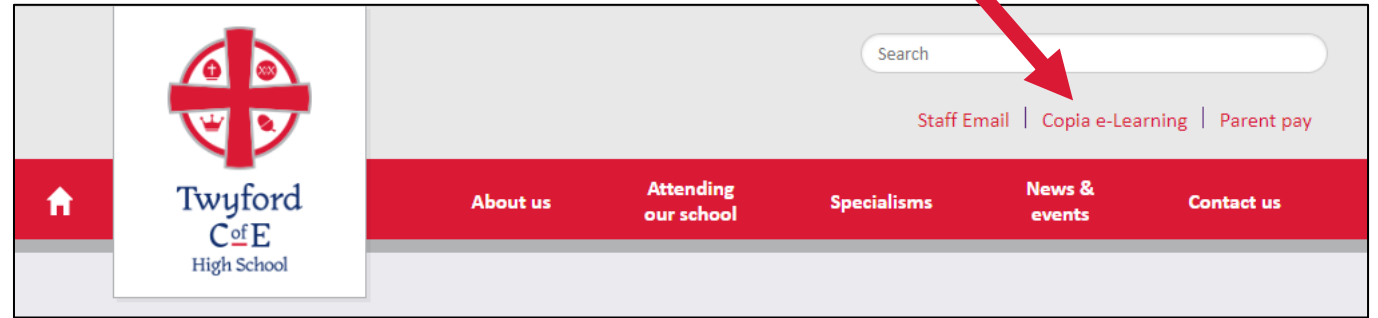 Search
Staff Email | Copia e-Learning | Parent pay
Twyford
CofE
High School
About us
Attending
our school
Specialisms
News &
events
Contact us